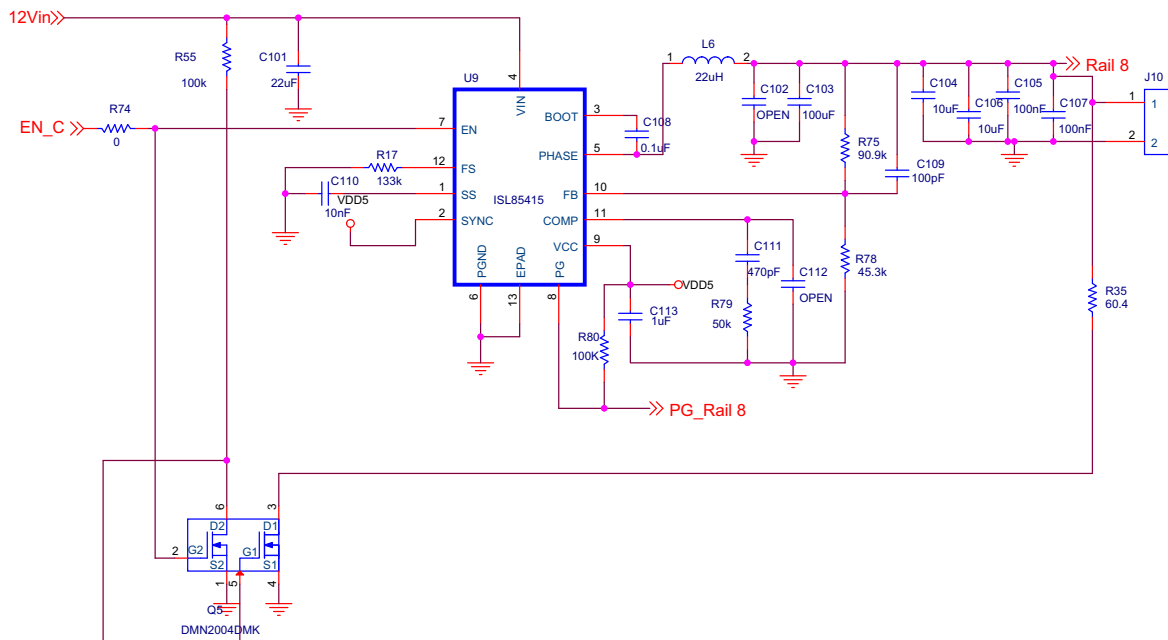 12Vin
R55
100k
C101
22uF
R74
0
EN_C
U9
4
VIN
7
EN
12
FS
1
SS
2
SYNC
ISL85415
BOOT
3
PHASE
5
FB
10
COMP
11
VCC
9
PGND
EPAD
PG
6
13
8
R17
133k
C110
10nF
VDD5
C108
0.1uF
1
L6
2
22uH
C102
OPEN
C103
100uF
R75
90.9k
C109
100pF
C104
10uF
C106
10uF
C105
100nF
C107
100nF
Rail 8
J10
1
1
2
2
C111
470pF
C112
OPEN
R78
45.3k
R79
50k
VDD5
C113
1uF
R80
100K
PG_Rail 8
R35
60.4
6
3
D2
D1
2
G2
G1
S2
S1
1
5
4
Q5
DMN2004DMK